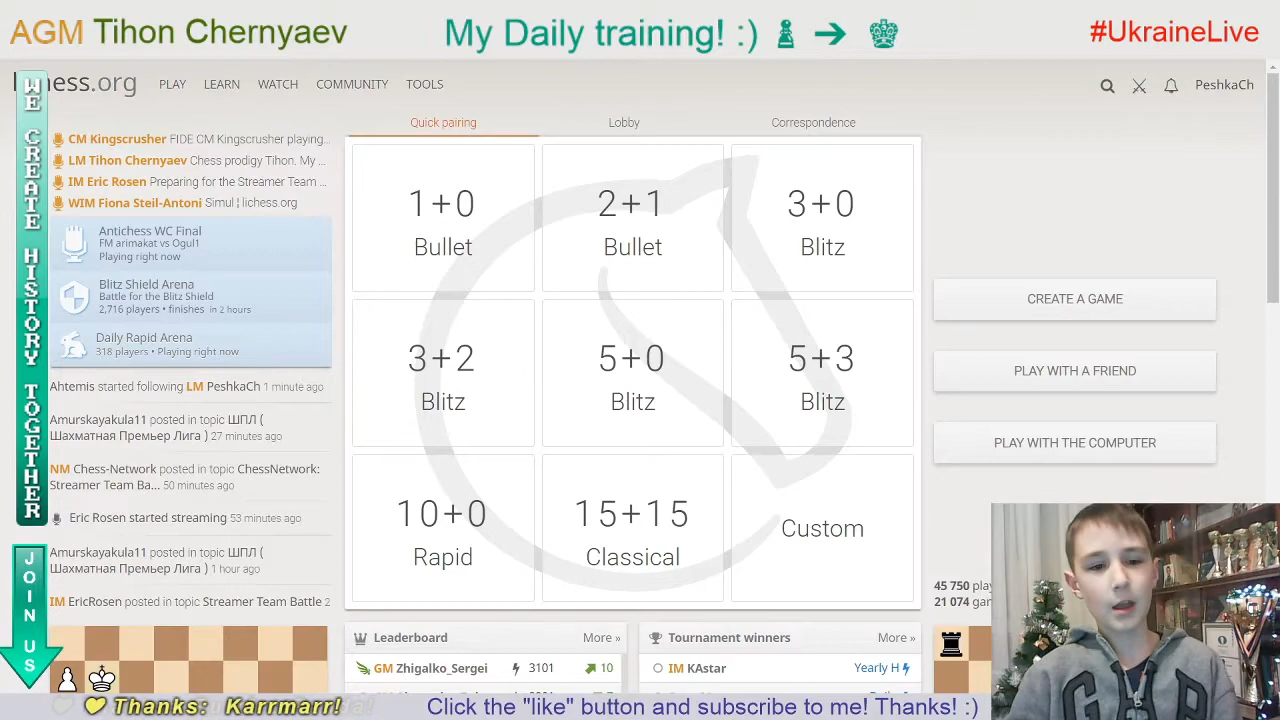 AGM Tihon Chernyaev
My Daily training! :)
#UkraineLive
WE CREATE HISTORY TOGETHER
JOIN US
hess.org
PLAY
LEARN
WATCH
COMMUNITY
TOOLS
PeshkaCh
CM Kingscrusher FIDE CM Kingscrusher playing...
LM Tihon Chernyaev Chess prodigy Tihon. My ...
IM Eric Rosen Preparing for the Streamer Team ...
WIM Fiona Steil-Antoni Simul ¦ lichess.org
Antichess WC Final
FM arimakat vs Ogul1
Playing right now
Blitz Shield Arena
Battle for the Blitz Shield
2,716 players • finishes in 2 hours
Daily Rapid Arena
318 players • Playing right now
Ahtemis started following LM PeshkaCh 1 minute ago
Amurskayakula11 posted in topic ШПЛ (
Шахматная Премьер Лига ) 27 minutes ago
NM Chess-Network posted in topic ChessNetwork:
Streamer Team Ba... 50 minutes ago
Eric Rosen started streaming 53 minutes ago
Amurskayakula11 posted in topic ШПЛ (
Шахматная Премьер Лига ) 1 hour ago
IM EricRosen posted in topic Streamer Team Battle 2
Quick pairing
Lobby
Correspondence
1+0
Bullet
2+1
Bullet
3+0
Blitz
3+2
Blitz
5+0
Blitz
5+3
Blitz
10+0
Rapid
15+15
Classical
Custom
CREATE A GAME
PLAY WITH A FRIEND
PLAY WITH THE COMPUTER
45 750 play
21 074 gam
Leaderboard
More »
GM Zhigalko_Sergei
3101
10
Tournament winners
More »
IM KAstar
Yearly H
GAP
Thanks: Karrmarr!
Click the "like" button and subscribe to me! Thanks! :)